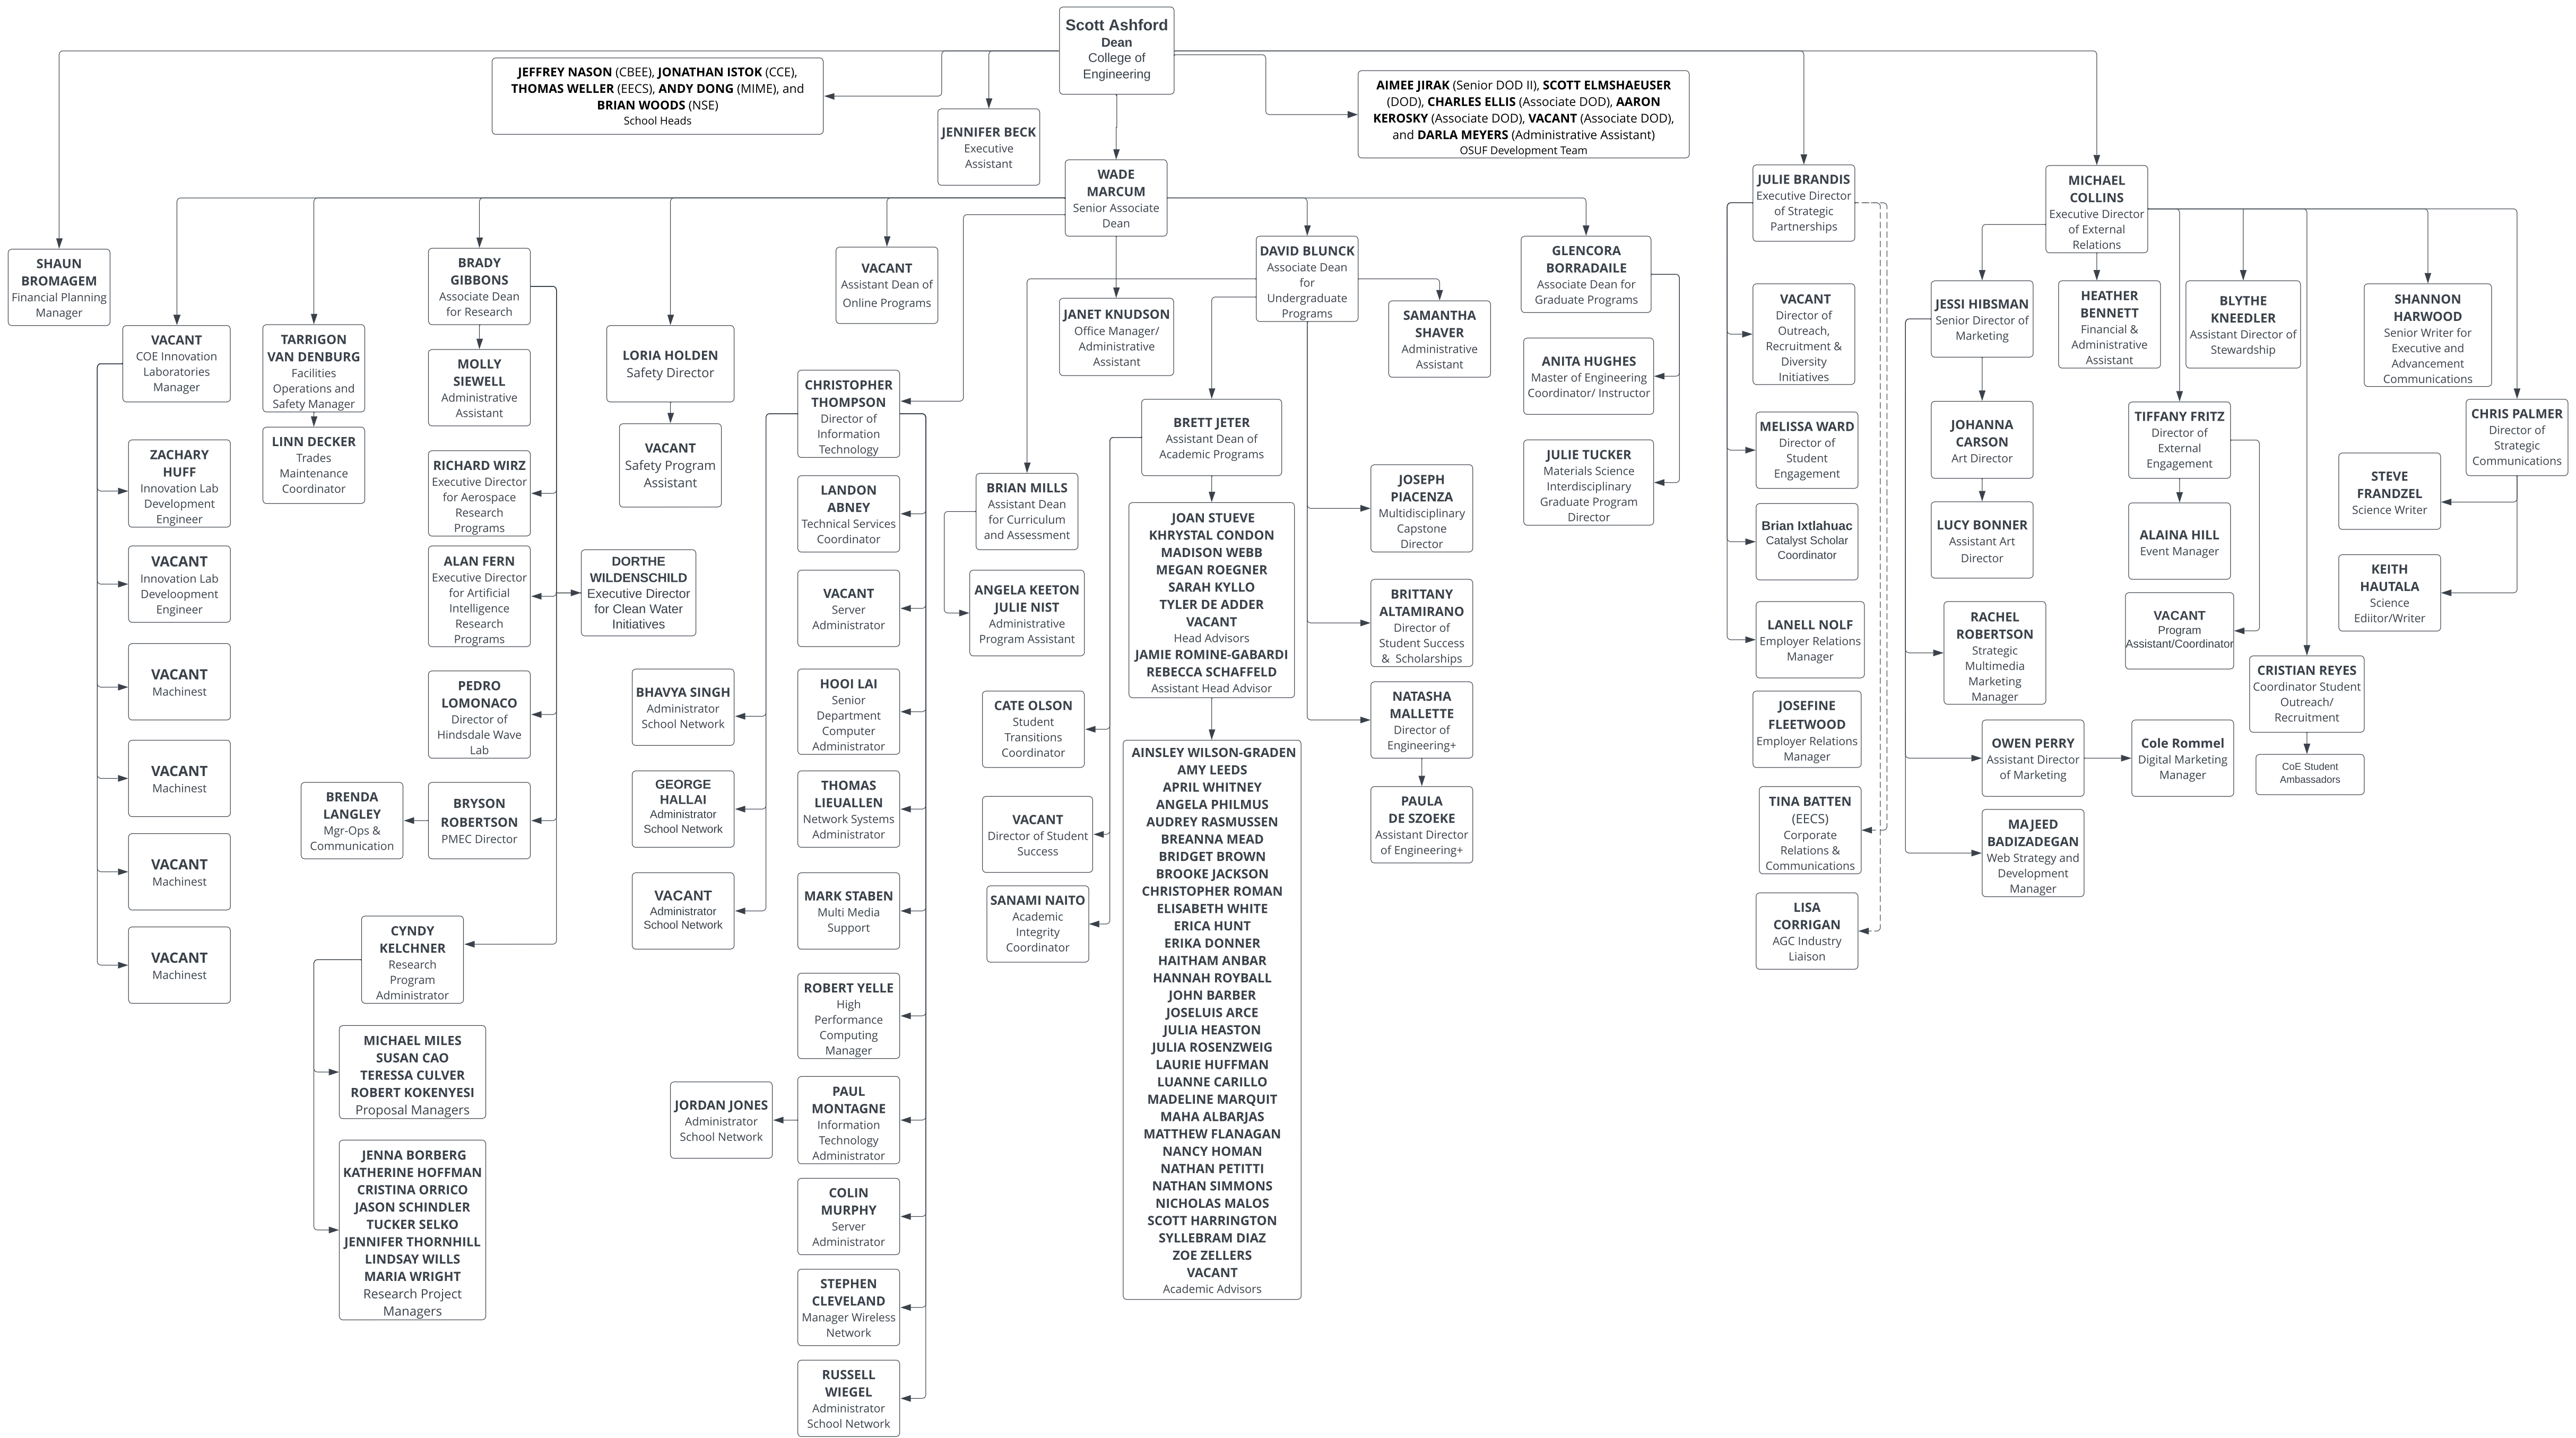 Scott Ashford
Dean
College of
Engineering
JEFFREY NASON (CBEE), JONATHAN ISTOK (CCE),
THOMAS WELLER (EECS), ANDY DONG (MIME), and
BRIAN WOODS (NSE)
School Heads
JENNIFER BECK
Executive
Assistant
AIMEE JIRAK (Senior DOD II), SCOTT ELMSHAEUSER
(DOD), CHARLES ELLIS (Associate DOD), AARON
KEROSKY (Associate DOD), VACANT (Associate DOD),
and DARLA MEYERS (Administrative Assistant)
OSUF Development Team
WADE
MARCUM
Senior Associate
Dean
JULIE BRANDIS
Executive Director
of Strategic
Partnerships
MICHAEL
COLLINS
Executive Director
of External
Relations
SHAUN
BROMAGEM
Financial Planning
Manager
VACANT
COE Innovation
Laboratories
Manager
ZACHARY
HUFF
Innovation Lab
Development
Engineer
VACANT
Innovation Lab
Develoopment
Engineer
VACANT
Machinest
VACANT
Machinest
VACANT
Machinest
VACANT
Machinest
TARRIGON
VAN DENBURG
Facilities
Operations and
Safety Manager
LINN DECKER
Trades
Maintenance
Coordinator
BRADY
GIBBONS
Associate Dean
for Research
MOLLY
SIEWELL
Administrative
Assistant
RICHARD WIRZ
Executive Director
for Aerospace
Research
Programs
ALAN FERN
Executive Director
for Artificial
Intelligence
Research
Programs
DORTHE
WILDENSCHILD
Executive Director
for Clean Water
Initiatives
PEDRO
LOMONACO
Director of
Hindsdale Wave
Lab
BRENDA
LANGLEY
Mgr-Ops &
Communication
BRYSON
ROBERTSON
PMEC Director
CYNDY
KELCHNER
Research
Program
Administrator
MICHAEL MILES
SUSAN CAO
TERESSA CULVER
ROBERT KOKENYESI
Proposal Managers
JENNA BORBERG
KATHERINE HOFFMAN
CRISTINA ORRICO
JASON SCHINDLER
TUCKER SELKO
JENNIFER THORNHILL
LINDSAY WILLS
MARIA WRIGHT
Research Project
Managers
LORIA HOLDEN
Safety Director
VACANT
Safety Program
Assistant
VACANT
Assistant Dean of
Online Programs
CHRISTOPHER
THOMPSON
Director of
Information
Technology
LANDON
ABNEY
Technical Services
Coordinator
VACANT
Server
Administrator
BHAVYA SINGH
Administrator
School Network
HOOI LAI
Senior
Department
Computer
Administrator
GEORGE
HALLAI
Administrator
School Network
THOMAS
LIEUALLEN
Network Systems
Administrator
VACANT
Administrator
School Network
MARK STABEN
Multi Media
Support
ROBERT YELLE
High
Performance
Computing
Manager
JORDAN JONES
Administrator
School Network
PAUL
MONTAGNE
Information
Technology
Administrator
COLIN
MURPHY
Server
Administrator
STEPHEN
CLEVELAND
Manager Wireless
Network
RUSSELL
WIEGEL
Administrator
School Network
JANET KNUDSON
Office Manager/
Administrative
Assistant
DAVID BLUNCK
Associate Dean
for
Undergraduate
Programs
SAMANTHA
SHAVER
Administrative
Assistant
BRETT JETER
Assistant Dean of
Academic Programs
BRIAN MILLS
Assistant Dean
for Curriculum
and Assessment
ANGELA KEETON
JULIE NIST
Administrative
Program Assistant
CATE OLSON
Student
Transitions
Coordinator
VACANT
Director of Student
Success
SANAMI NAITO
Academic
Integrity
Coordinator
JOAN STUEVE
KHRYSTAL CONDON
MADISON WEBB
MEGAN ROEGNER
SARAH KYLLO
TYLER DE ADDER
VACANT
Head Advisors
JAMIE ROMINE-GABARDI
REBECCA SCHAFFELD
Assistant Head Advisor
AINSLEY WILSON-GRADEN
AMY LEEDS
APRIL WHITNEY
ANGELA PHILMUS
AUDREY RASMUSSEN
BREANNA MEAD
BRIDGET BROWN
BROOKE JACKSON
CHRISTOPHER ROMAN
ELISABETH WHITE
ERICA HUNT
ERIKA DONNER
HAITHAM ANBAR
HANNAH ROYBALL
JOHN BARBER
JOSELUIS ARCE
JULIA HEASTON
JULIA ROSENZWEIG
LAURIE HUFFMAN
LUANNE CARILLO
MADELINE MARQUIT
MAHA ALBARJAS
MATTHEW FLANAGAN
NANCY HOMAN
NATHAN PETITTI
NATHAN SIMMONS
NICHOLAS MALOS
SCOTT HARRINGTON
SYLLEBRAM DIAZ
ZOE ZELLERS
VACANT
Academic Advisors
JOSEPH
PIACENZA
Multidisciplinary
Capstone
Director
BRITTANY
ALTAMIRANO
Director of
Student Success
& Scholarships
NATASHA
MALLETTE
Director of
Engineering+
PAULA
DE SZOEKE
Assistant Director
of Engineering+
GLENCORA
BORRADAILE
Associate Dean for
Graduate Programs
ANITA HUGHES
Master of Engineering
Coordinator/ Instructor
JULIE TUCKER
Materials Science
Interdisciplinary
Graduate Program
Director
VACANT
Director of
Outreach,
Recruitment &
Diversity
Initiatives
MELISSA WARD
Director of
Student
Engagement
Brian Ixtlahuac
Catalyst Scholar
Coordinator
LANELL NOLF
Employer Relations
Manager
JOSEFINE
FLEETWOOD
Employer Relations
Manager
TINA BATTEN
(EECS)
Corporate
Relations &
Communications
LISA
CORRIGAN
AGC Industry
Liaison
JESSI HIBSMAN
Senior Director of
Marketing
JOHANNA
CARSON
Art Director
LUCY BONNER
Assistant Art
Director
RACHEL
ROBERTSON
Strategic
Multimedia
Marketing
Manager
OWEN PERRY
Assistant Director
of Marketing
Cole Rommel
Digital Marketing
Manager
MAJEED
BADIZADEGAN
Web Strategy and
Development
Manager
HEATHER
BENNETT
Financial &
Administrative
Assistant
BLYTHE
KNEEDLER
Assistant Director of
Stewardship
TIFFANY FRITZ
Director of
External
Engagement
ALAINA HILL
Event Manager
VACANT
Program
Assistant/Coordinator
CRISTIAN REYES
Coordinator Student
Outreach/
Recruitment
CoE Student
Ambassadors
SHANNON
HARWOOD
Senior Writer for
Executive and
Advancement
Communications
CHRIS PALMER
Director of
Strategic
Communications
STEVE
FRANDZEL
Science Writer
KEITH
HAUTALA
Science
Ediitor/Writer